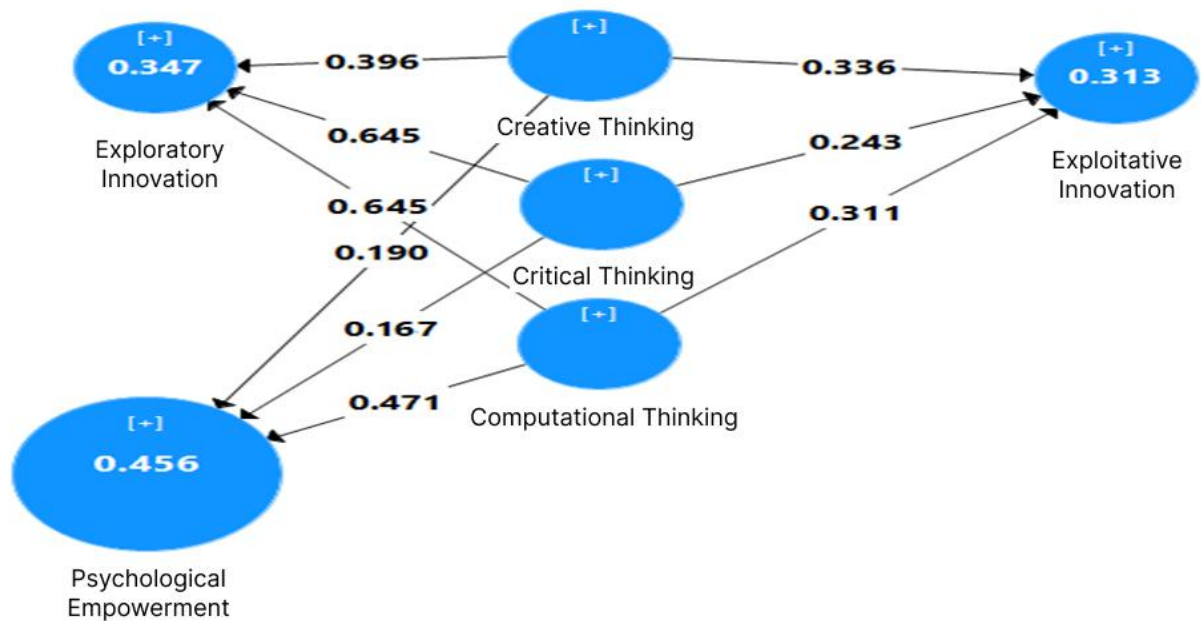 [+]
0.347
Exploratory
Innovation
0.396
[+]
Creative Thinking
0.336
[+]
0.313
Exploitative
Innovation
0.645
[+]
Critical Thinking
0.243
0.645
0.311
0.190
0.167
[+]
Computational Thinking
0.471
[+]
0.456
Psychological
Empowerment